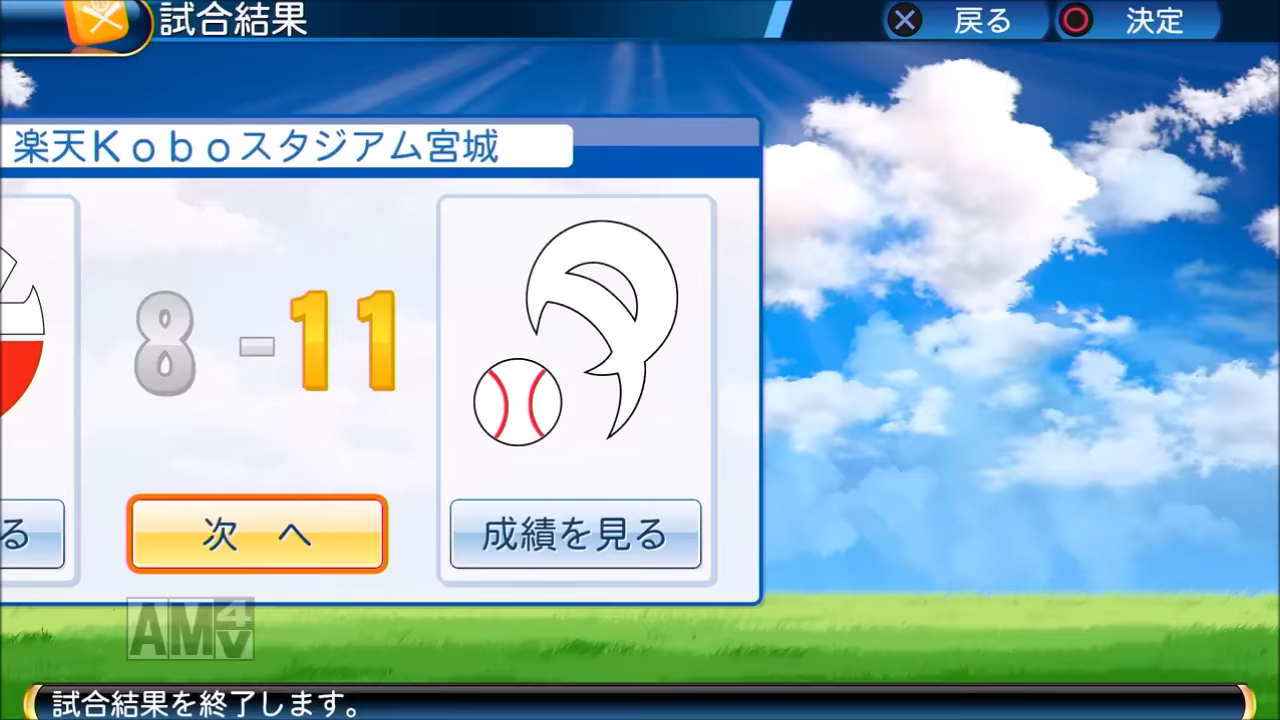 試合結果
戻る
決定
楽天Koboスタジアム宮城
8 - 11
る
次 へ
成績を見る
AM4V
試合結果を終了します。